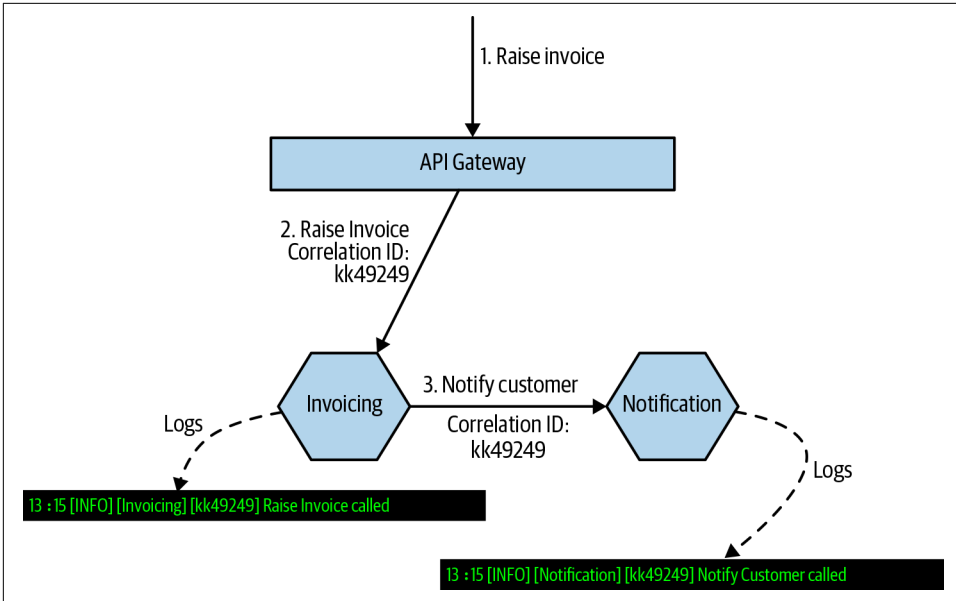 1. Raise invoice
API Gateway
2. Raise Invoice
Correlation ID:
kk49249
Invoicing
3. Notify customer
Correlation ID:
kk49249
Notification
Logs
Logs
13 : 15 [INFO] [Invoicing] [kk49249] Raise Invoice called
13 : 15 [INFO] [Notification] [kk49249] Notify Customer called